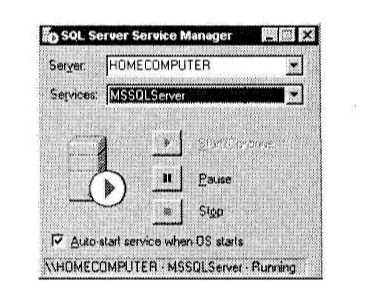 SQL Server Service Manager
Server: HOMECOMPUTER
Services: MSSQLServer
Start/Continue
Pause
Stop
Auto-start service when OS starts
\\HOMECOMPUTER - MSSQLServer - Running